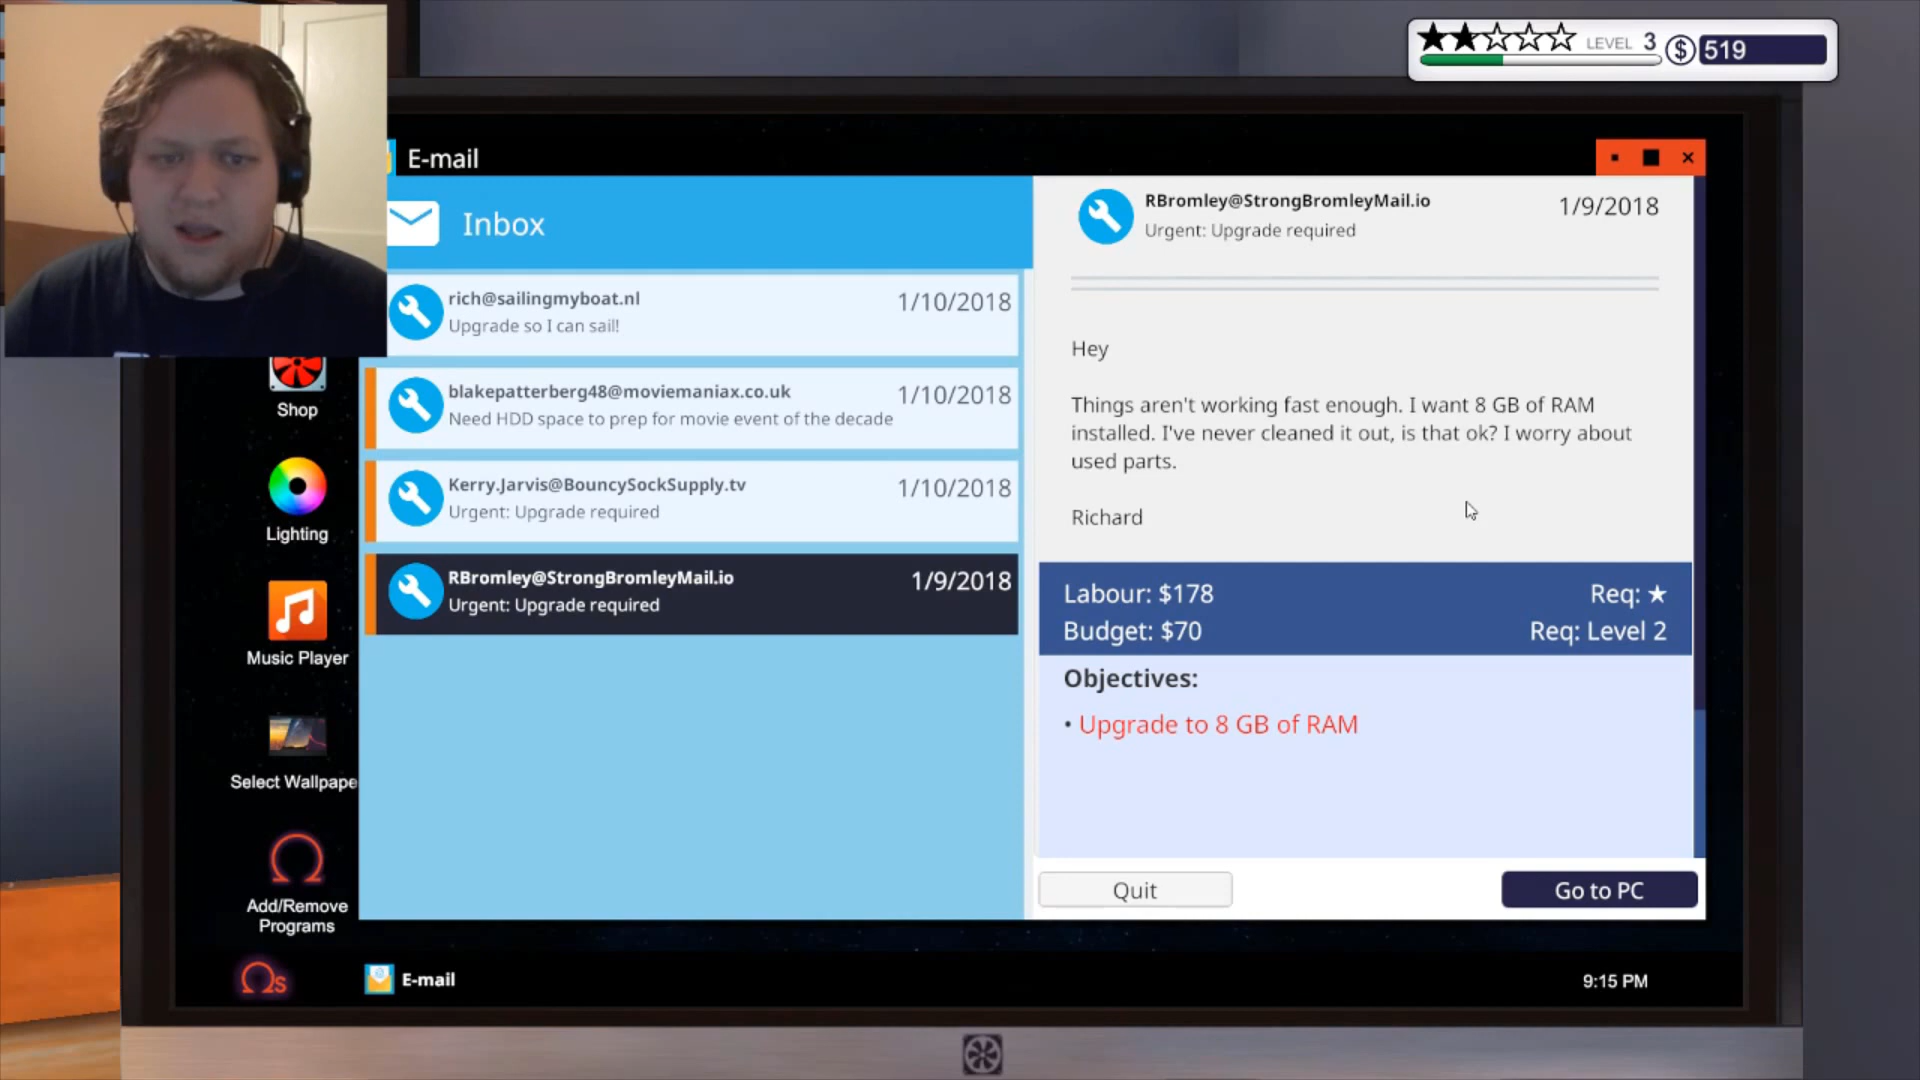 ★★☆☆☆ LEVEL 3 $ 519
E-mail
Inbox
rich@sailingmyboat.nl 1/10/2018
Upgrade so I can sail!
blakepatterberg48@moviemaniax.co.uk 1/10/2018
Need HDD space to prep for movie event of the decade
Kerry.Jarvis@BouncySockSupply.tv 1/10/2018
Urgent: Upgrade required
RBromley@StrongBromleyMail.io 1/9/2018
Urgent: Upgrade required
RBromley@StrongBromleyMail.io 1/9/2018
Urgent: Upgrade required
Hey
Things aren't working fast enough. I want 8 GB of RAM
installed. I've never cleaned it out, is that ok? I worry about
used parts.
Richard
Labour: $178 Req: ★
Budget: $70 Req: Level 2
Objectives:
• Upgrade to 8 GB of RAM
Quit Go to PC
Shop
Lighting
Music Player
Select Wallpape
Add/Remove
Programs
Ωs E-mail 9:15 PM